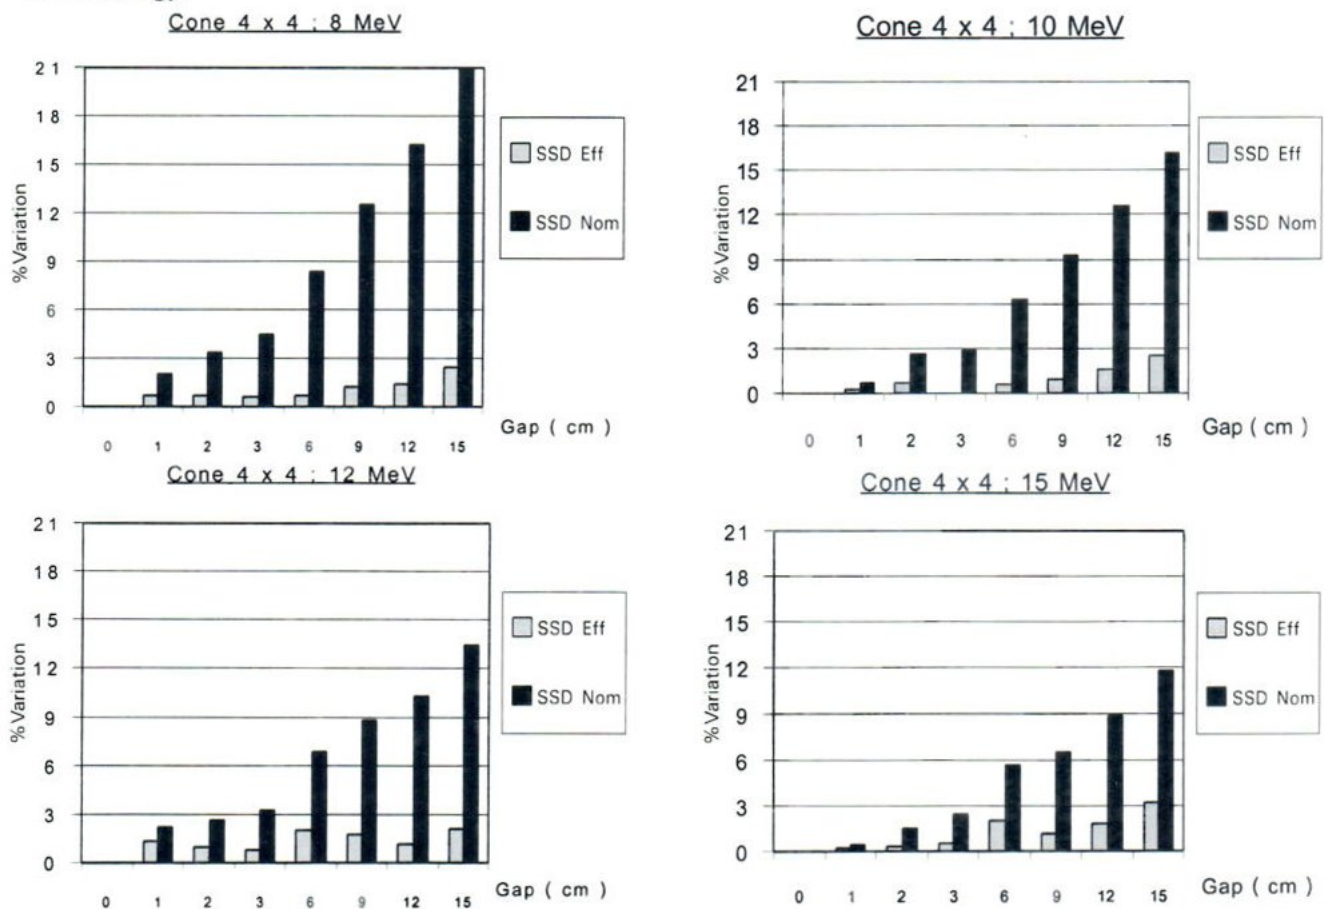 Cone 4 x 4 ; 8 MeV
21
18
15
12
9
6
3
0
% Variation
0 1 2 3 6 9 12 15
Gap ( cm )
SSD Eff
SSD Nom
Cone 4 x 4 ; 10 MeV
21
18
15
12
9
6
3
0
% Variation
0 1 2 3 6 9 12 15
Gap ( cm )
SSD Eff
SSD Nom
Cone 4 x 4 ; 12 MeV
21
18
15
12
9
6
3
0
% Variation
0 1 2 3 6 9 12 15
Gap ( cm )
SSD Eff
SSD Nom
Cone 4 x 4 ; 15 MeV
21
18
15
12
9
6
3
0
% Variation
0 1 2 3 6 9 12 15
Gap ( cm )
SSD Eff
SSD Nom